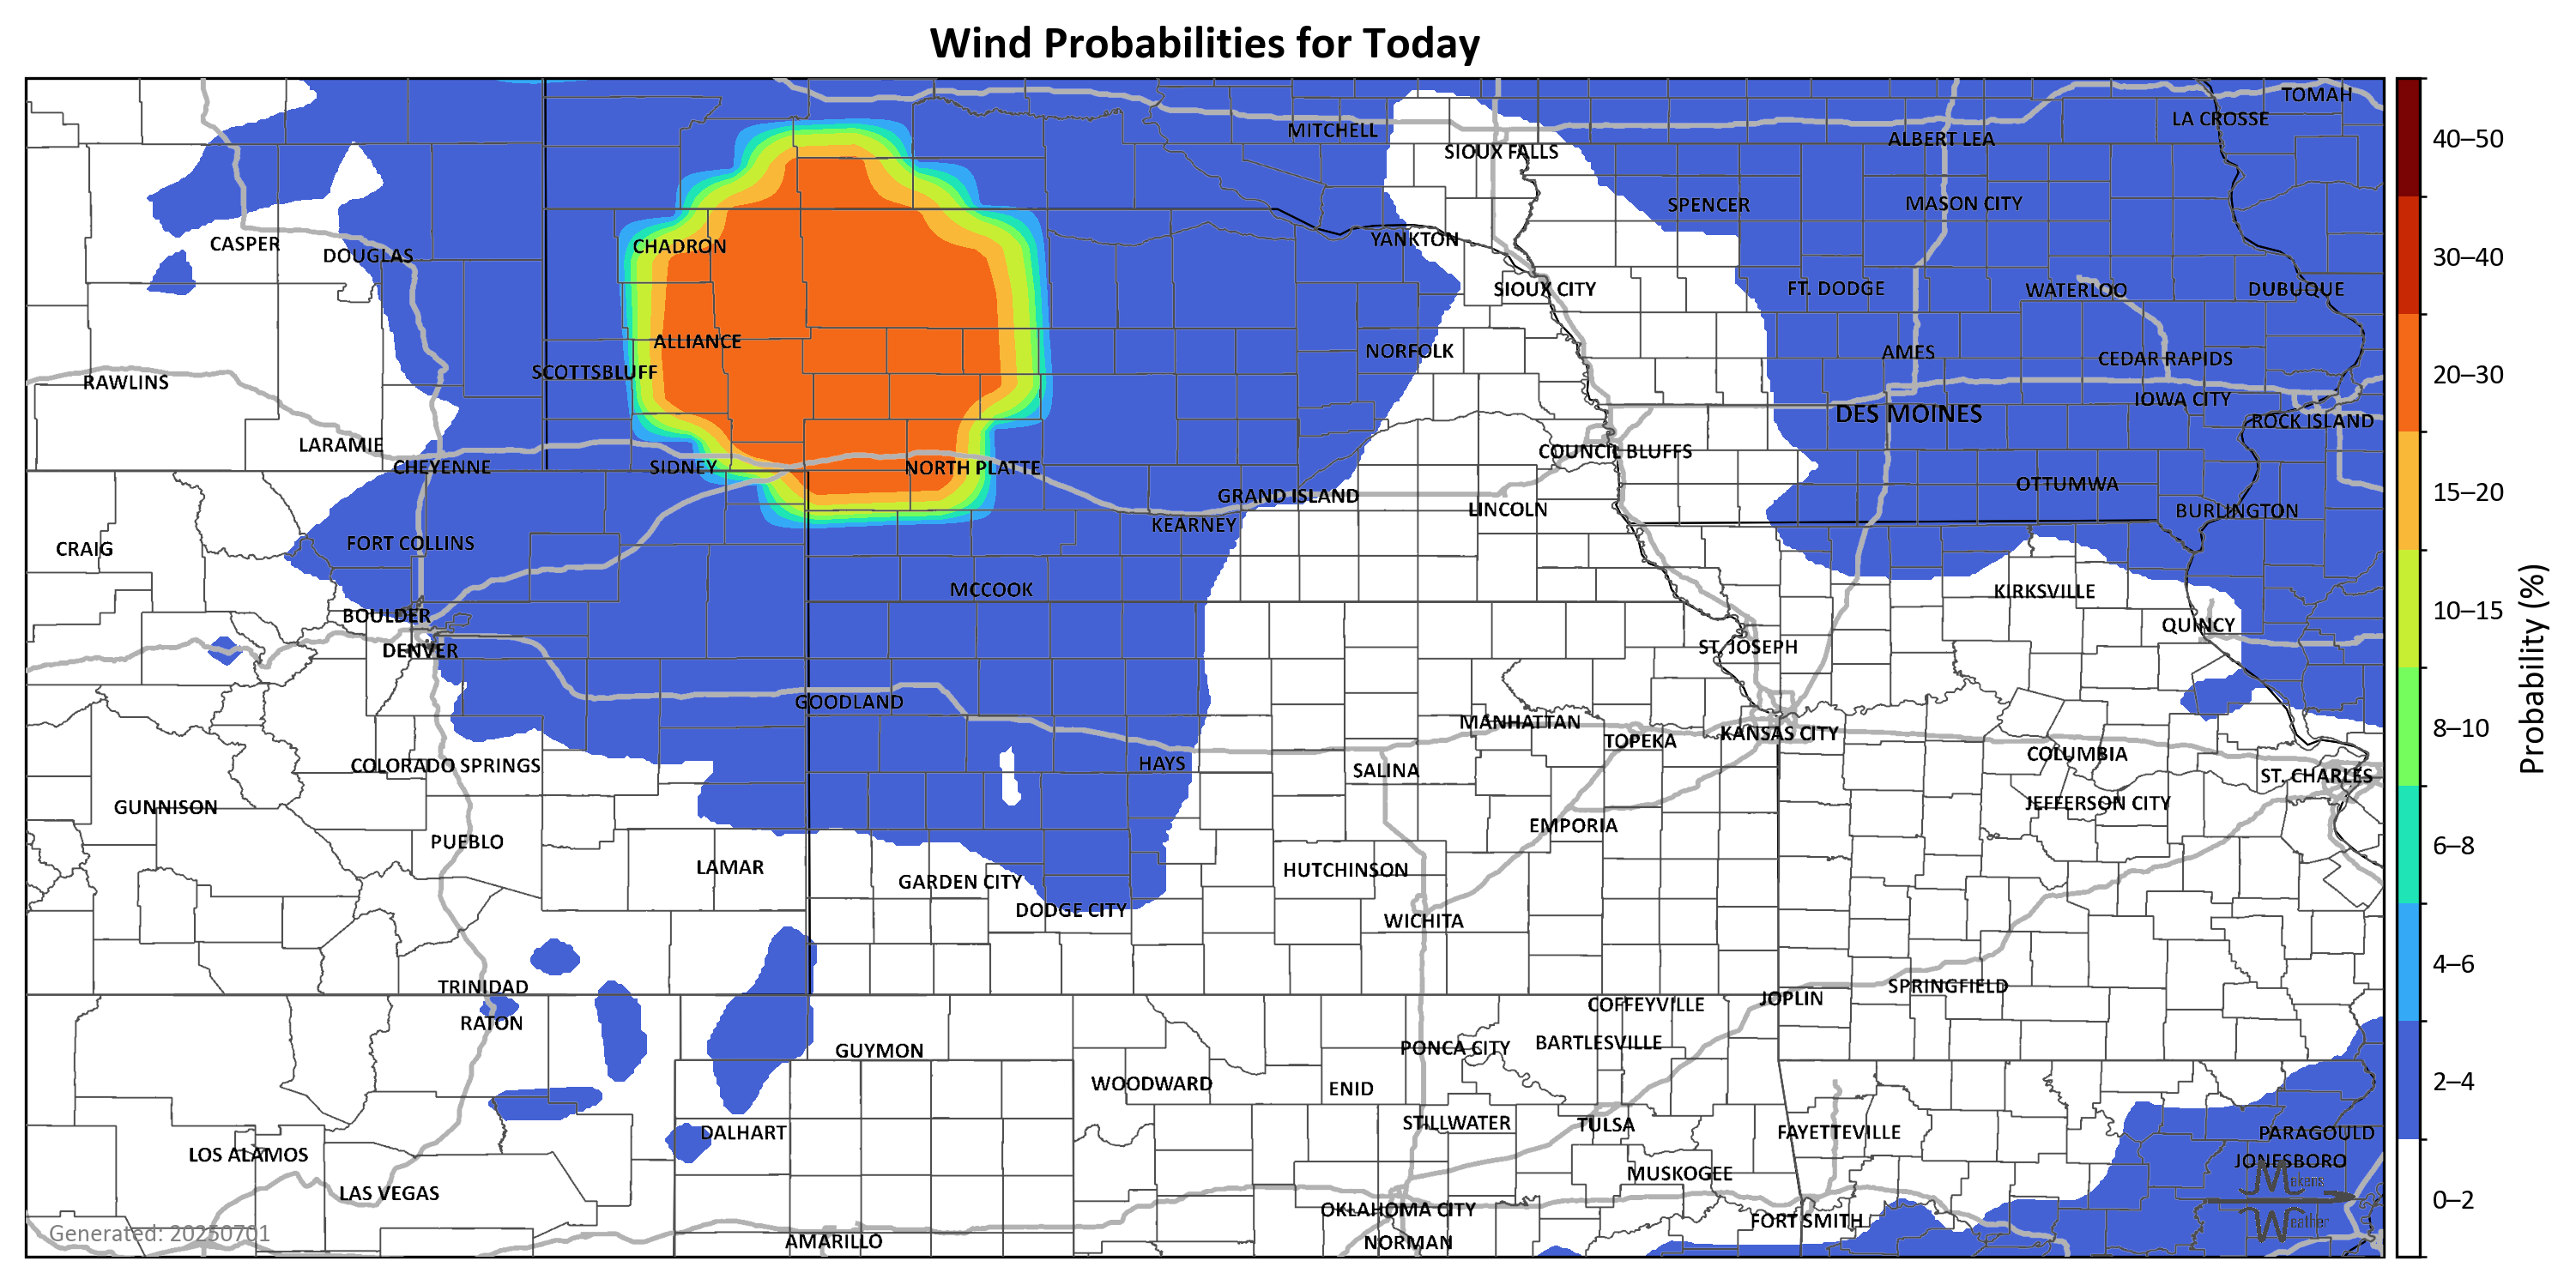 Wind Probabilities for Today
TOMAH
LA CROSSE
MITCHELL
ALBERT LEA
SIOUX FALLS
SPENCER
MASON CITY
CASPER
CHADRON
YANKTON
DOUGLAS
SIOUX CITY
FT. DODGE
WATERLOO
DUBUQUE
ALLIANCE
NORFOLK
AMES
CEDAR RAPIDS
SCOTTSBLUFF
RAWLINS
IOWA CITY
DES MOINES
ROCK ISLAND
LARAMIE
COUNCIL BLUFFS
CHEYENNE
SIDNEY
NORTH PLATTE
OTTUMWA
GRAND ISLAND
LINCOLN
BURLINGTON
KEARNEY
CRAIG
FORT COLLINS
MCCOOK
KIRKSVILLE
BOULDER
QUINCY
DENVER
ST. JOSEPH
GOODLAND
MANHATTAN
TOPEKA
KANSAS CITY
COLUMBIA
COLORADO SPRINGS
HAYS
SALINA
ST. CHARLES
GUNNISON
JEFFERSON CITY
PUEBLO
EMPORIA
LAMAR
GARDEN CITY
HUTCHINSON
DODGE CITY
WICHITA
TRINIDAD
SPRINGFIELD
JOPLIN
COFFEYVILLE
RATON
GUYMON
PONCA CITY
BARTLESVILLE
WOODWARD
ENID
DALHART
STILLWATER
TULSA
FAYETTEVILLE
PARAGOULD
LOS ALAMOS
JONESBORO
MUSKOGEE
LAS VEGAS
OKLAHOMA CITY
FORT SMITH
AMARILLO
NORMAN
Generated: 20250701
Mokens
Weather
40–50
30–40
20–30
15–20
10–15
8–10
6–8
4–6
2–4
0–2
Probability (%)